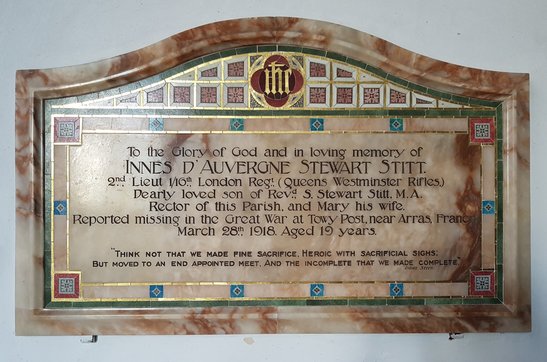 ihc
To the Glory of God and in loving memory of
INNES D'AUVERGNE STEWART STITT.
2nd Lieut 1/16th London Regt. (Queens Westminster Rifles,)
Dearly loved son of Revd. S. Stewart Stitt, M.A.
Rector of this Parish, and Mary his wife.
Reported missing in the Great War at Towy Post, near Arras, France
March 28th 1918. Aged 19 years.
"THINK NOT THAT WE MADE FINE SACRIFICE, HEROIC WITH SACRIFICIAL SIGHS;
BUT MOVED TO AN END APPOINTED MEET, AND THE INCOMPLETE THAT WE MADE COMPLETE."